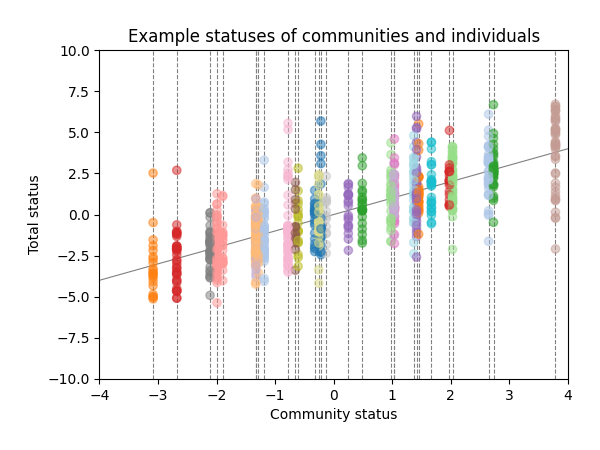 Example statuses of communities and individuals
10.0
7.5
5.0
2.5
0.0
−2.5
−5.0
−7.5
−10.0
Total status
−4 −3 −2 −1 0 1 2 3 4
Community status